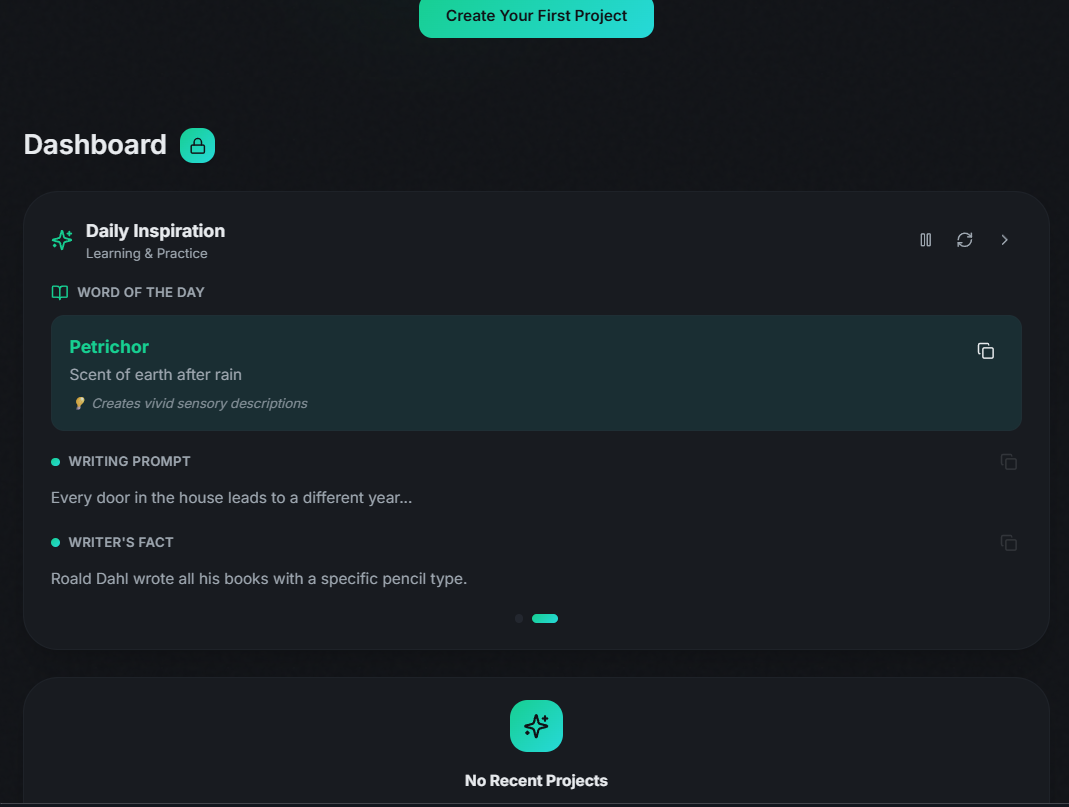 Create Your First Project
Dashboard
Daily Inspiration
Learning & Practice
WORD OF THE DAY
Petrichor
Scent of earth after rain
Creates vivid sensory descriptions
WRITING PROMPT
Every door in the house leads to a different year...
WRITER'S FACT
Roald Dahl wrote all his books with a specific pencil type.
No Recent Projects